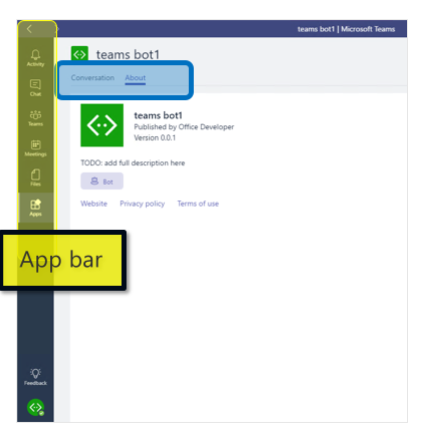 teams bot1 | Microsoft Teams
Activity
Chat
Teams
Meetings
Files
Apps
Feedback
App bar
teams bot1
Conversation About
teams bot1
Published by Office Developer
Version 0.0.1
TODO: add full description here
Bot
Website Privacy policy Terms of use